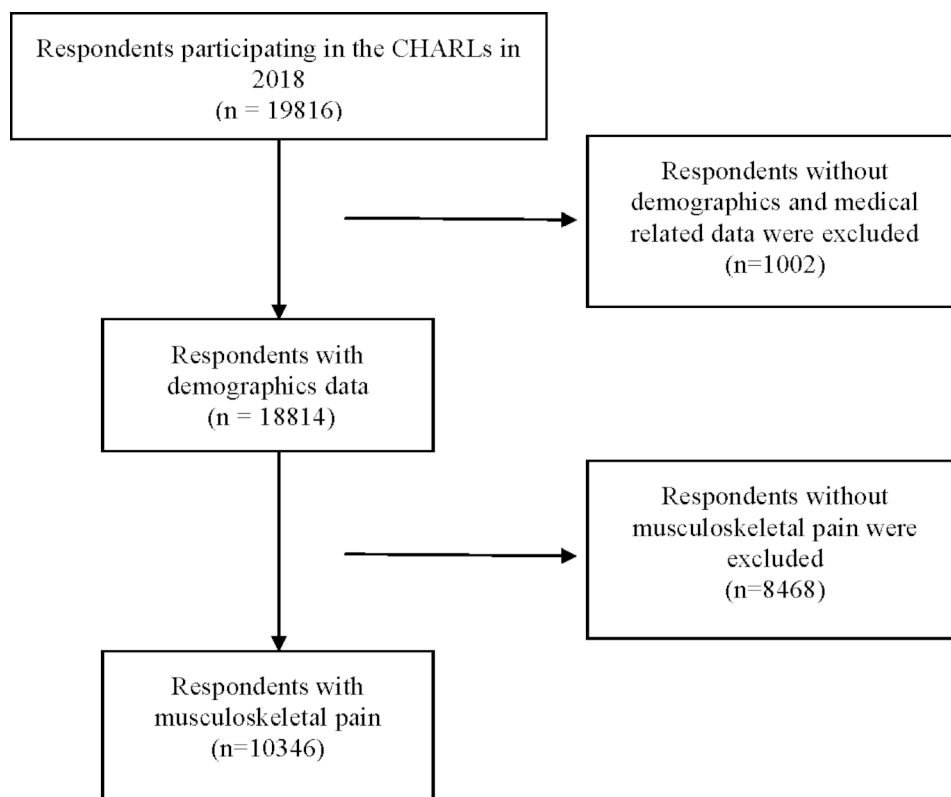 Respondents participating in the CHARLs in
2018
(n = 19816)
Respondents without
demographics and medical
related data were excluded
(n=1002)
Respondents with
demographics data
(n = 18814)
Respondents without
musculoskeletal pain were
excluded
(n=8468)
Respondents with
musculoskeletal pain
(n=10346)